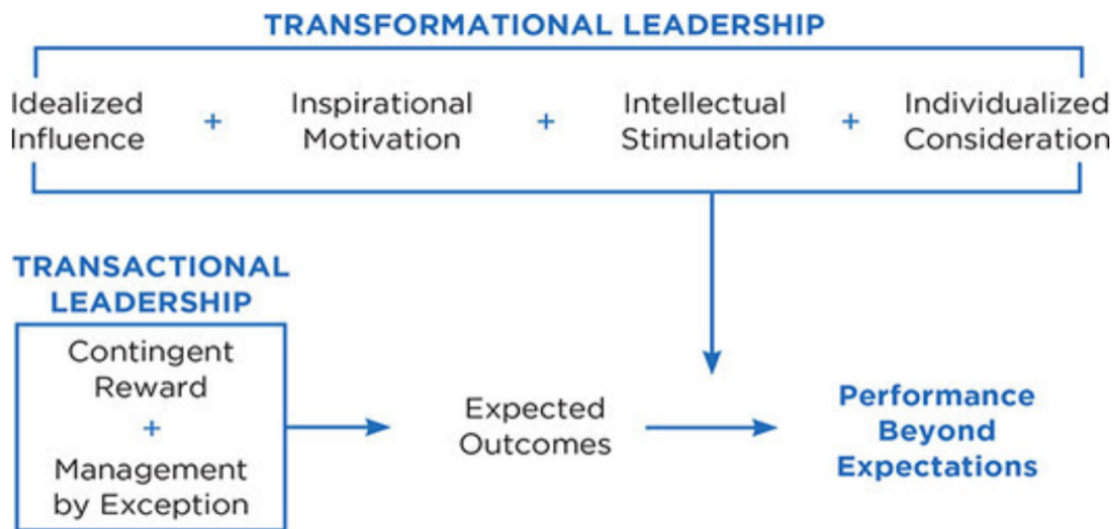 TRANSFORMATIONAL LEADERSHIP
Idealized
Influence
+
Inspirational
Motivation
+
Intellectual
Stimulation
+
Individualized
Consideration
TRANSACTIONAL
LEADERSHIP
Contingent
Reward
+
Management
by Exception
Expected
Outcomes
Performance
Beyond
Expectations